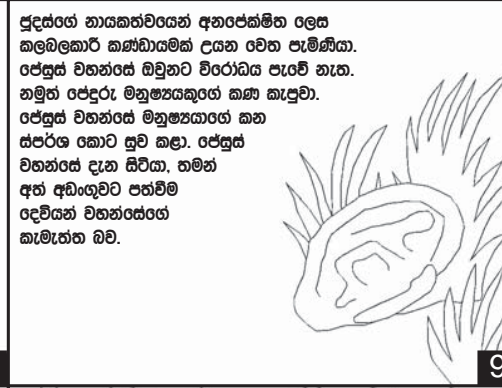 ජූදස්ගේ නායකත්වයෙන් අනපේක්ෂිත ලෙස
කලබලකාරී කණ්ඩායමක් උයන වෙත පැමිණියා.
ජේසුස් වහන්සේ ඔවුනට විරෝධය පෑවේ නැත.
නමුත් පේදුරු මනුෂ්‍යයකුගේ කණ කැපුවා.
ජේසුස් වහන්සේ මනුෂ්‍යයාගේ කන
ස්පර්ශ කොට සුව කළා. ජේසුස්
වහන්සේ දැන සිටියා, තමන්
අත් අඩංගුවට පත්වීම
දෙවියන් වහන්සේගේ
කැමැත්ත බව.
9